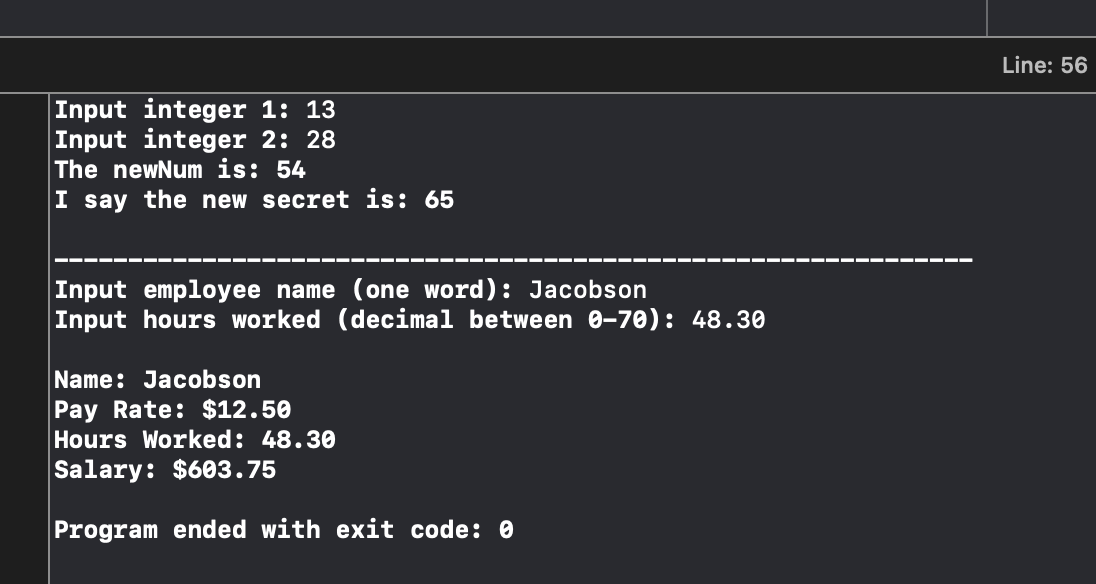 Line: 56
Input integer 1: 13
Input integer 2: 28
The newNum is: 54
I say the new secret is: 65
--------------------------------------------------------------
Input employee name (one word): Jacobson
Input hours worked (decimal between 0-70): 48.30
Name: Jacobson
Pay Rate: $12.50
Hours Worked: 48.30
Salary: $603.75
Program ended with exit code: 0